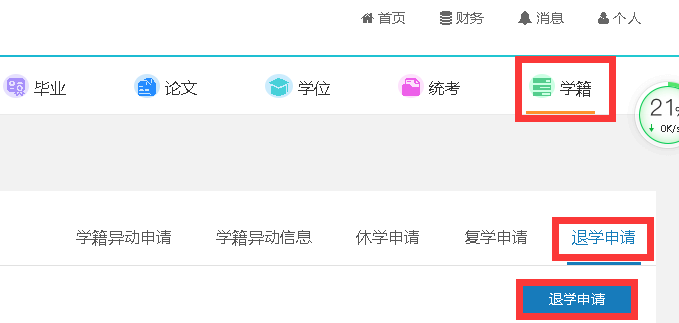 首页 财务 消息 个人
毕业 论文 学位 统考 学籍
21%
0K/s
学籍异动申请 学籍异动信息 休学申请 复学申请 退学申请
退学申请